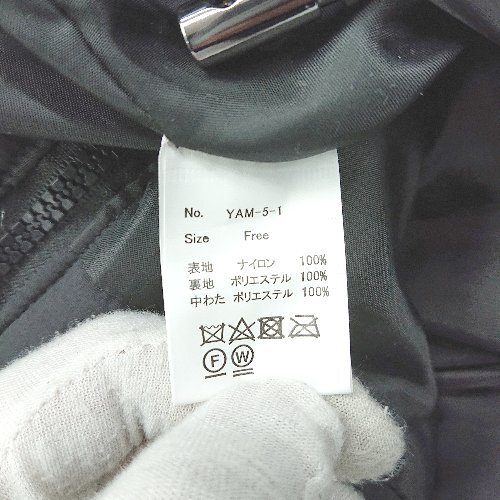 No. YAM-5-1
Size Free
表地 ナイロン 100%
裏地 ポリエステル 100%
中わた ポリエステル 100%
F W